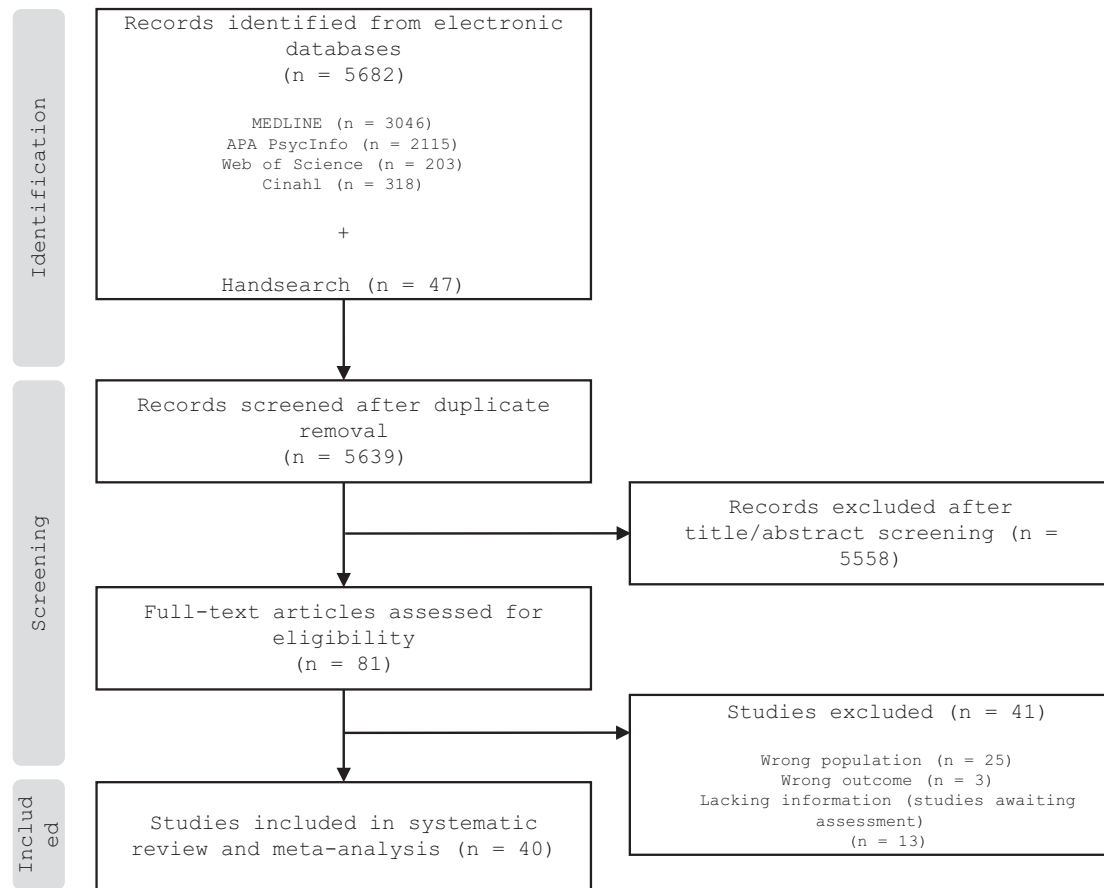 Identification
Records identified from electronic
databases
(n = 5682)
MEDLINE (n = 3046)
APA PsycInfo (n = 2115)
Web of Science (n = 203)
Cinahl (n = 318)
+
Handsearch (n = 47)
Screening
Records screened after duplicate
removal
(n = 5639)
Records excluded after
title/abstract screening (n =
5558)
Full-text articles assessed for
eligibility
(n = 81)
Studies excluded (n = 41)
Wrong population (n = 25)
Wrong outcome (n = 3)
Lacking information (studies awaiting
assessment)
(n = 13)
Includ
ed
Studies included in systematic
review and meta-analysis (n = 40)